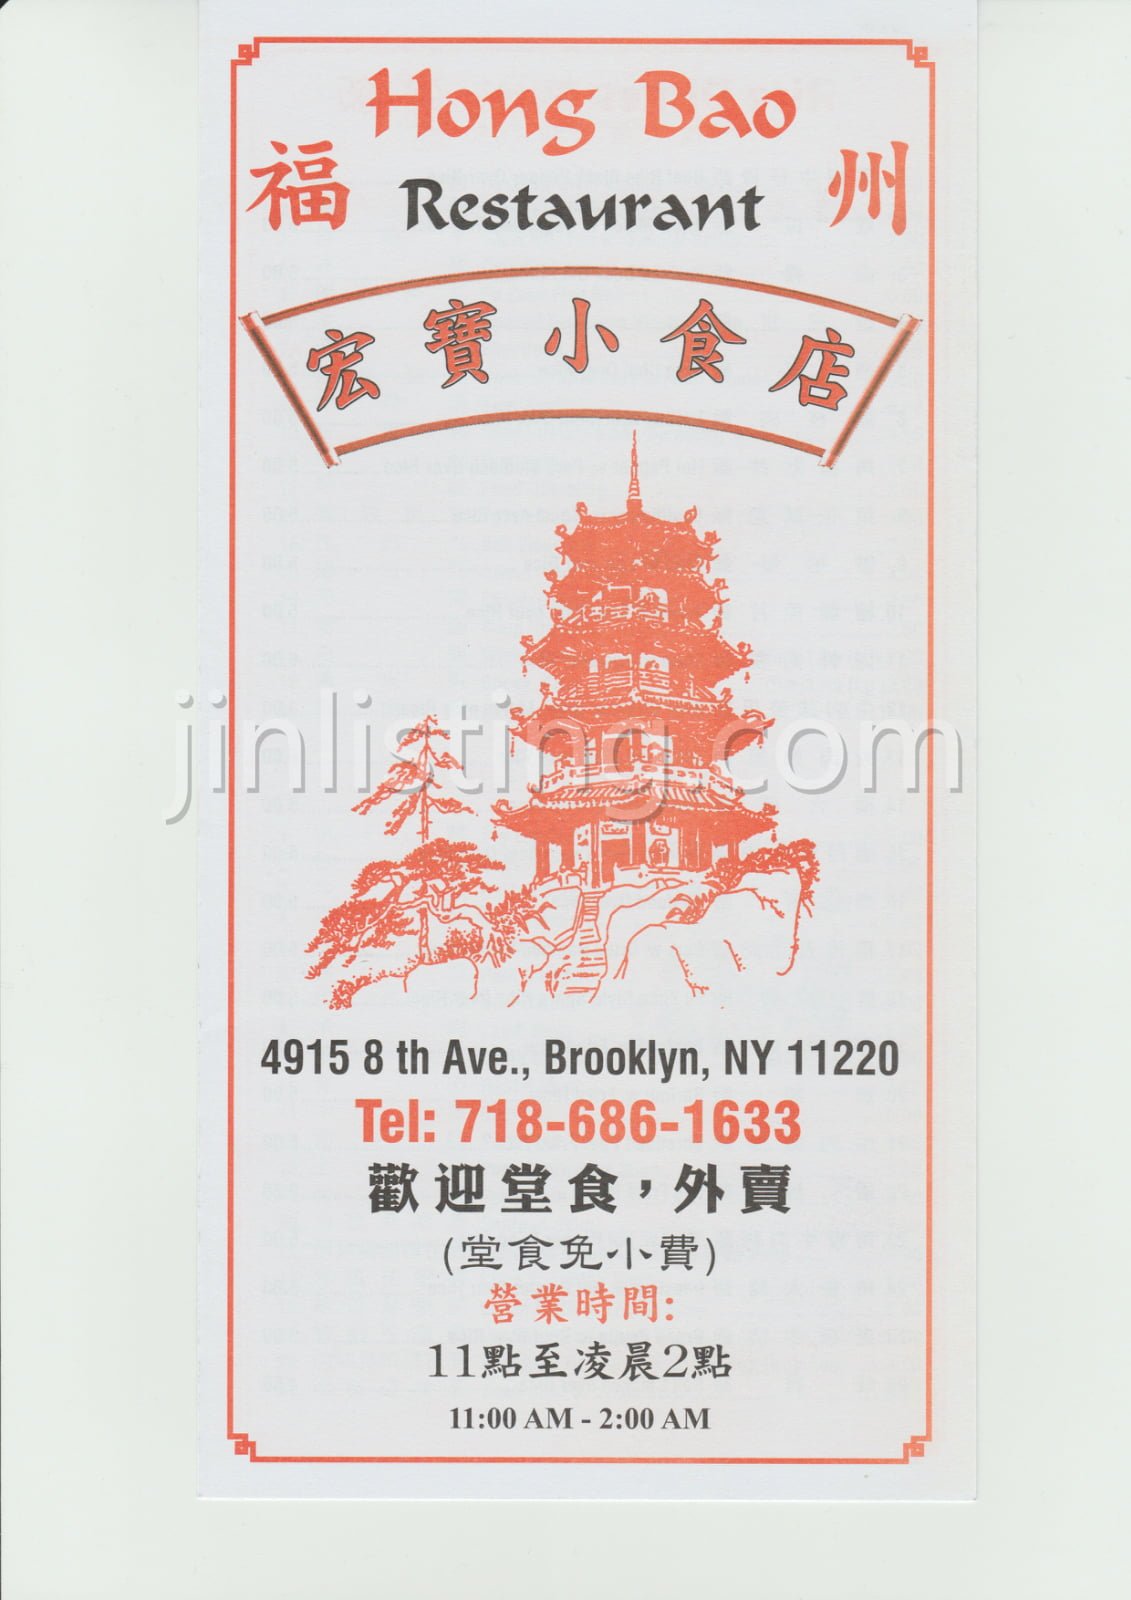 Hong Bao
福 州
Restaurant
宏寶小食店
jinlisting.com
4915 8 th Ave., Brooklyn, NY 11220
Tel: 718-686-1633
歡迎堂食，外賣
(堂食免小費)
營業時間:
11點至凌晨2點
11:00 AM - 2:00 AM